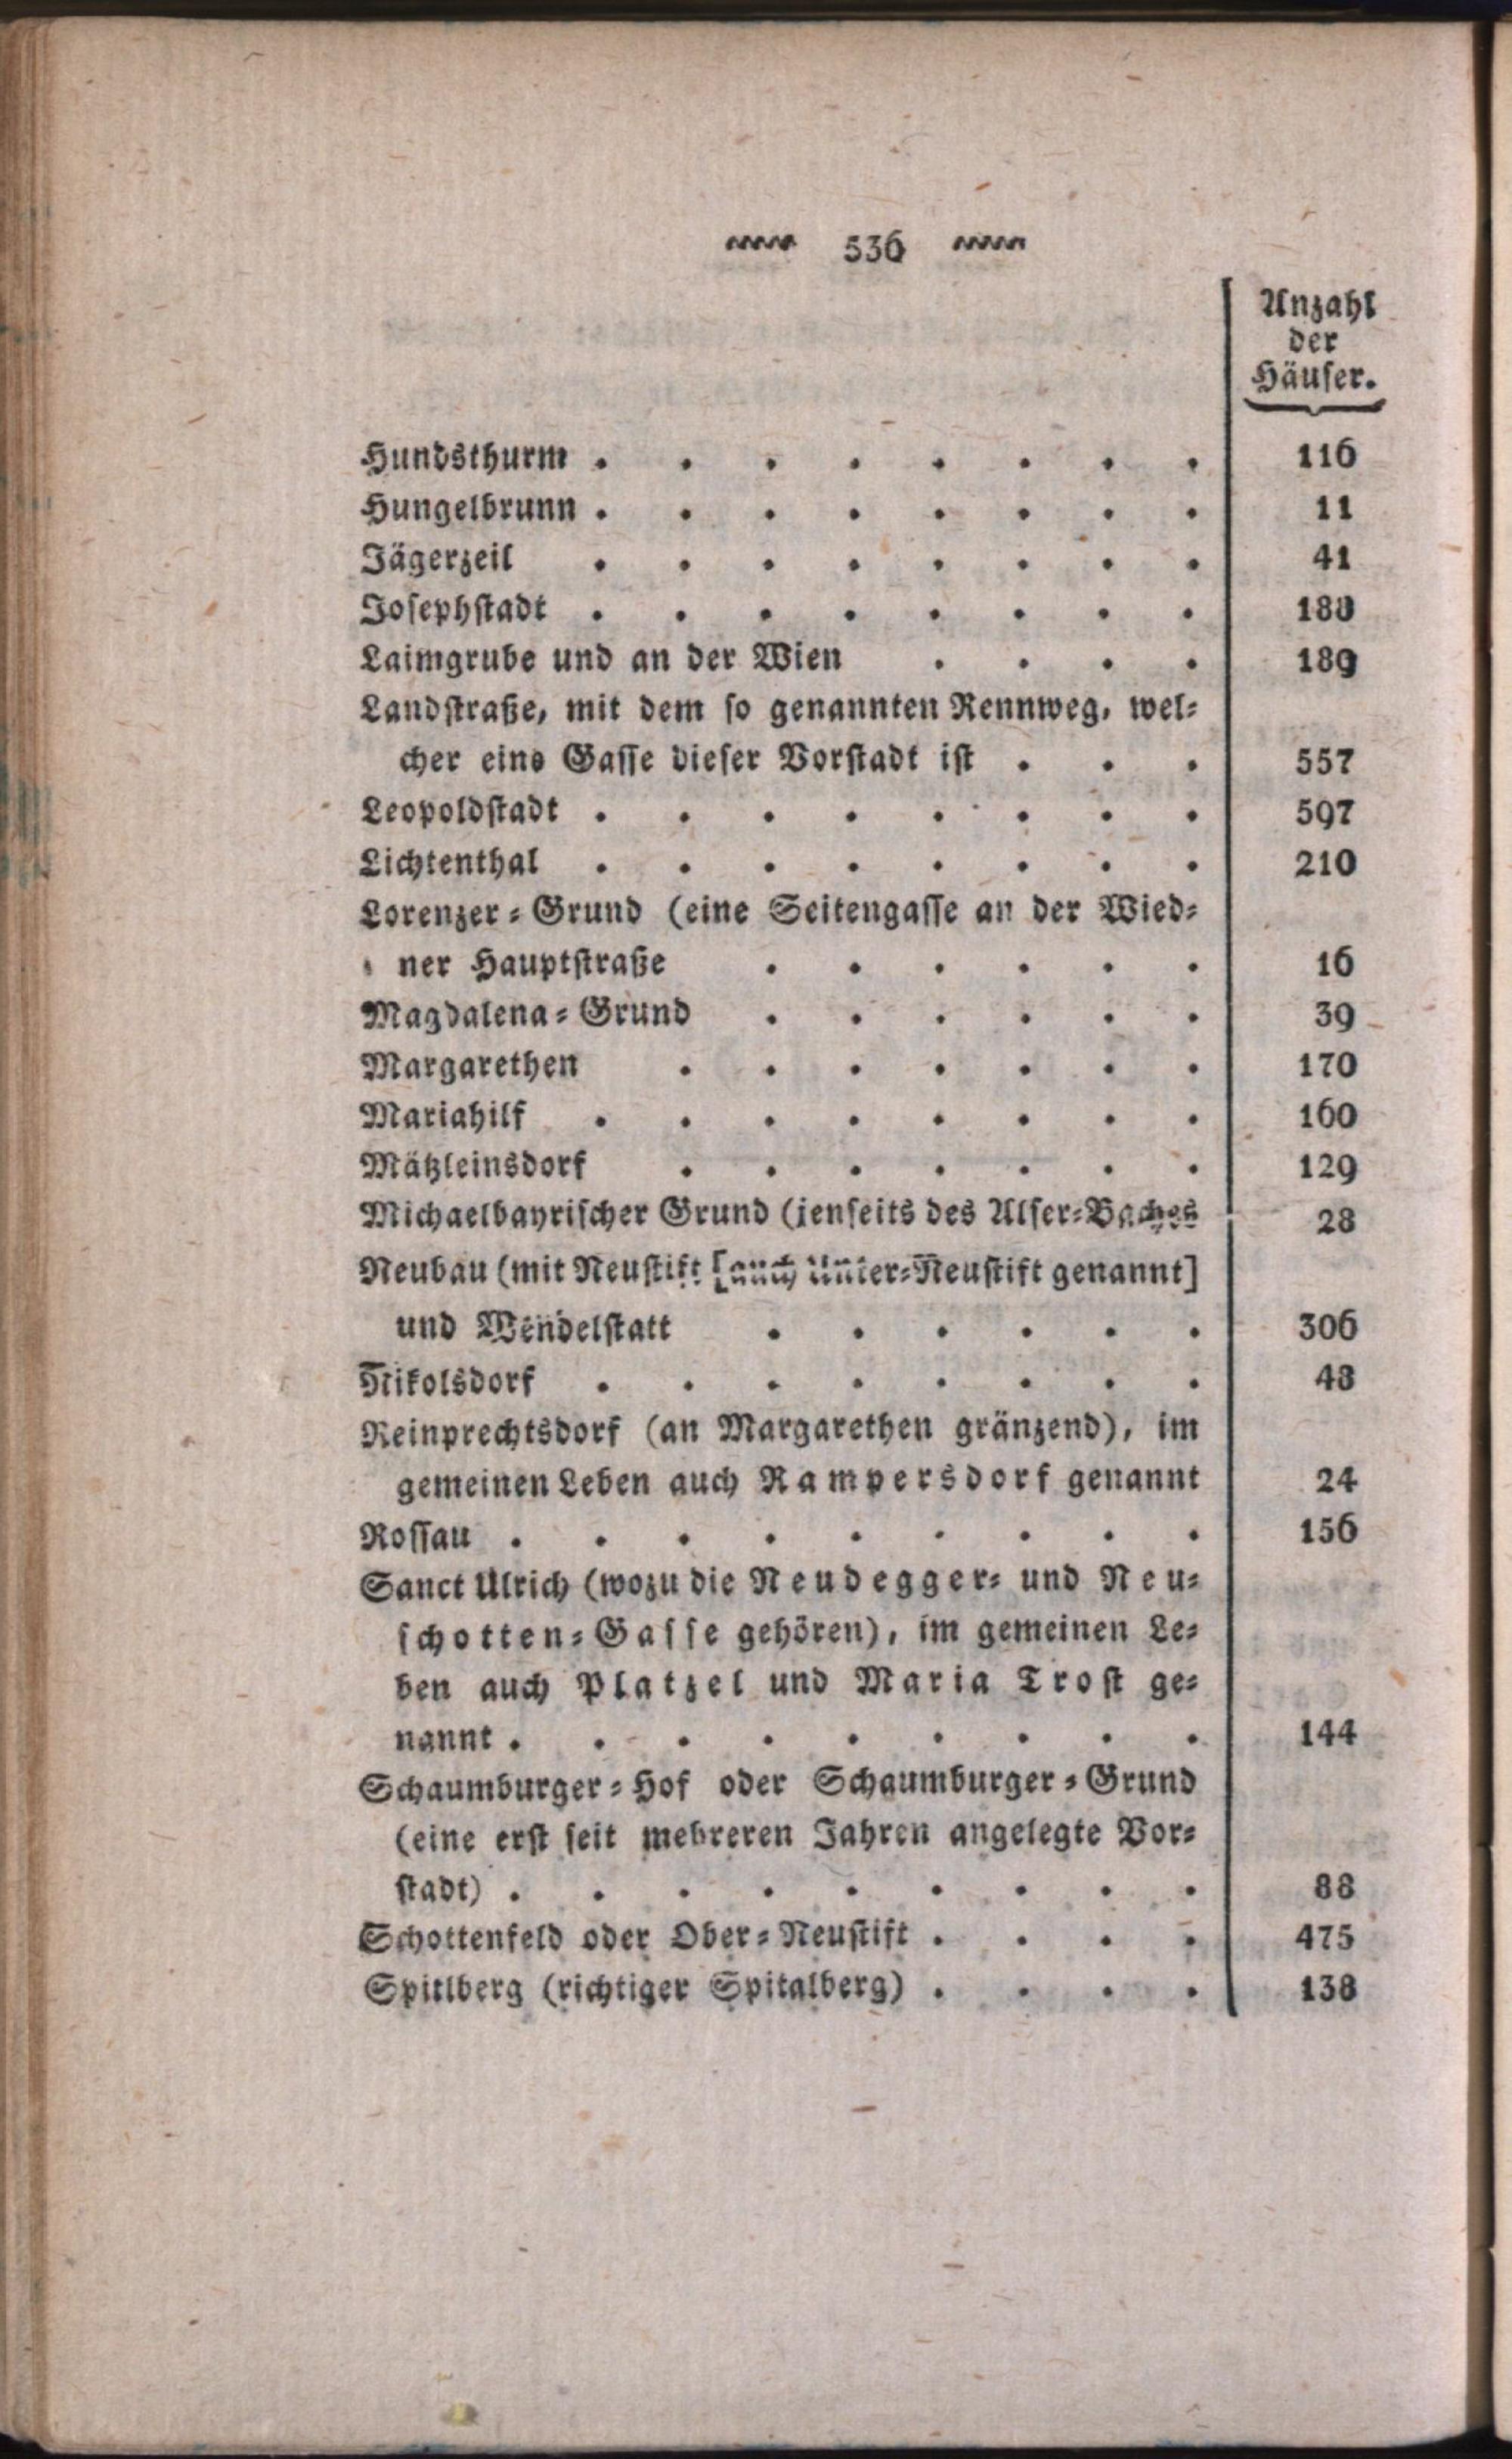 536
Anzahl
der
Häuser.
Hundsthurm . . . . . . . . 116
Hungelbrunn . . . . . . . . 11
Jägerzeil . . . . . . . . 41
Josephstadt . . . . . . . . 188
Laimgrube und an der Wien . . . . 189
Landstraße, mit dem so genannten Rennweg, wel-
cher eine Gasse dieser Vorstadt ist . . . 557
Leopoldstadt . . . . . . . . 597
Lichtenthal . . . . . . . . 210
Lorenzer-Grund (eine Seitengasse an der Wied-
ner Hauptstraße . . . . . . 16
Magdalena-Grund . . . . . . 39
Margarethen . . . . . . . 170
Mariahilf . . . . . . . . 160
Mätzleinsdorf . . . . . . . 129
Michaelbayrischer Grund (jenseits des Alser-Baches 28
Neubau (mit Neustift [auch Unter-Neustift genannt]
und Wendelstatt . . . . . . 306
Nikolsdorf . . . . . . . . 48
Reinprechtsdorf (an Margarethen gränzend), im
gemeinen Leben auch Rampersdorf genannt 24
Rossau . . . . . . . . . 156
Sanct Ulrich (wozu die Neudegger- und Neu-
schotten-Gasse gehören), im gemeinen Le-
ben auch Platzel und Maria Trost ge-
nannt . . . . . . . . . 144
Schaumburger-Hof oder Schaumburger-Grund
(eine erst seit mehreren Jahren angelegte Vor-
stadt) . . . . . . . . . 88
Schottenfeld oder Ober-Neustift . . . . 475
Spitlberg (richtiger Spitalberg) . . . . 138